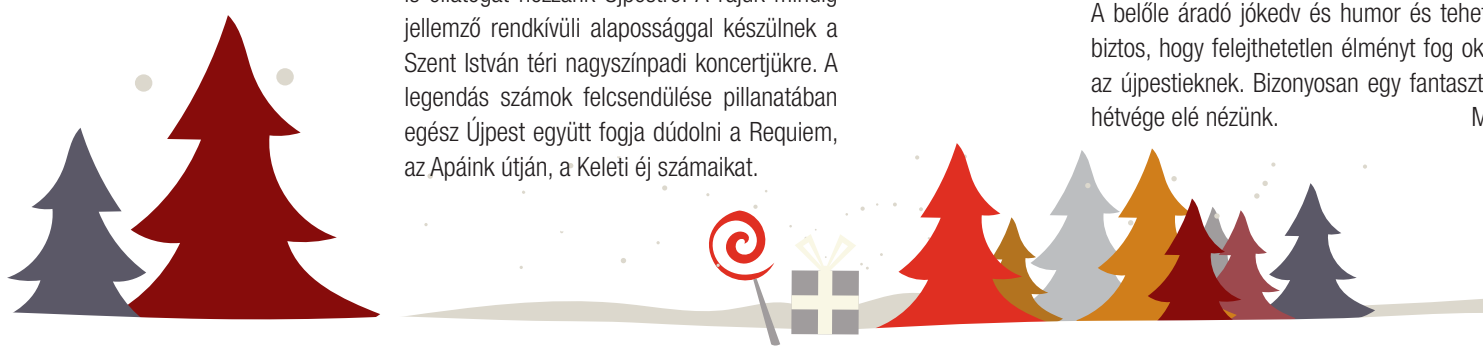 jellemző rendkívüli alapossággal készülnek a
Szent István téri nagyszínpadi koncertjükre. A
legendás számok felcsendülése pillanatában
egész Újpest együtt fogja dúdolni a Requiem,
az Apáink útján, a Keleti éj számaikat.
A belőle áradó jókedv és humor és tehet
biztos, hogy felejthetetlen élményt fog ok
az újpestieknek. Bizonyosan egy fantaszt
hétvége elé nézünk. M